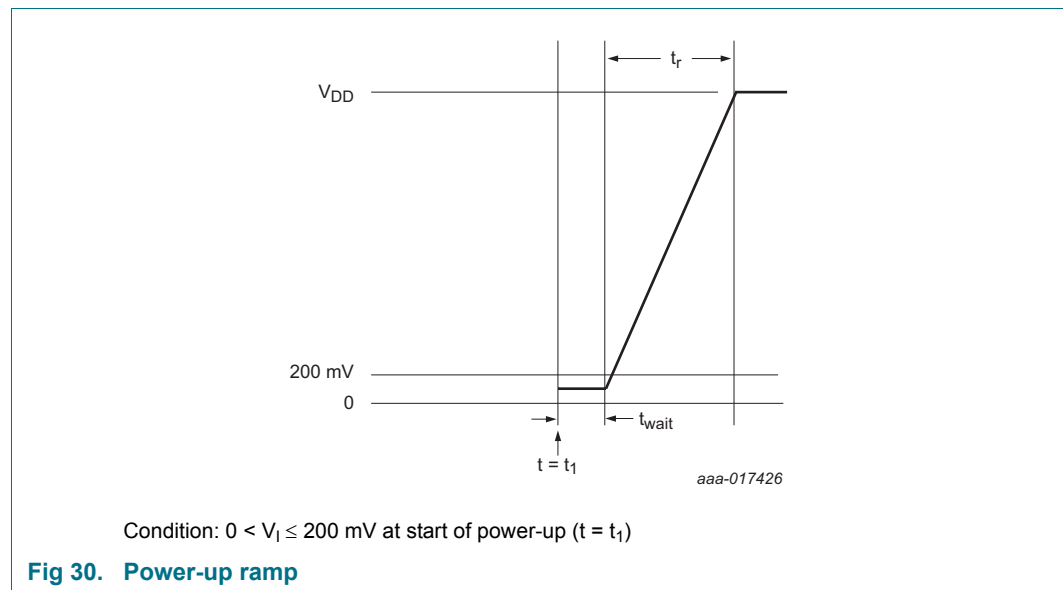 tr
VDD
200 mV
0
twait
t = t1
aaa-017426
Condition: 0 < VI ≤ 200 mV at start of power-up (t = t1)
Fig 30. Power-up ramp